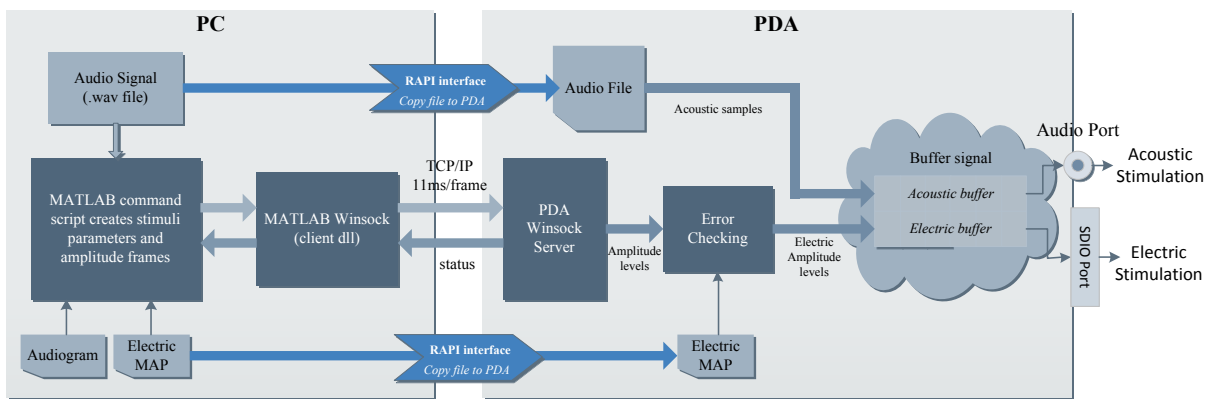 PC
PDA
Audio Signal
(.wav file)
RAPI interface
Copy file to PDA
Audio File
Acoustic samples
Audio Port
Acoustic
Stimulation
Buffer signal
Acoustic buffer
Electric buffer
MATLAB command
script creates stimuli
parameters and
amplitude frames
MATLAB Winsock
(client dll)
TCP/IP
11ms/frame
status
PDA
Winsock
Server
Amplitude
levels
Error
Checking
Electric
Amplitude
levels
SDIO Port
Electric
Stimulation
Audiogram
Electric
MAP
RAPI interface
Copy file to PDA
Electric
MAP